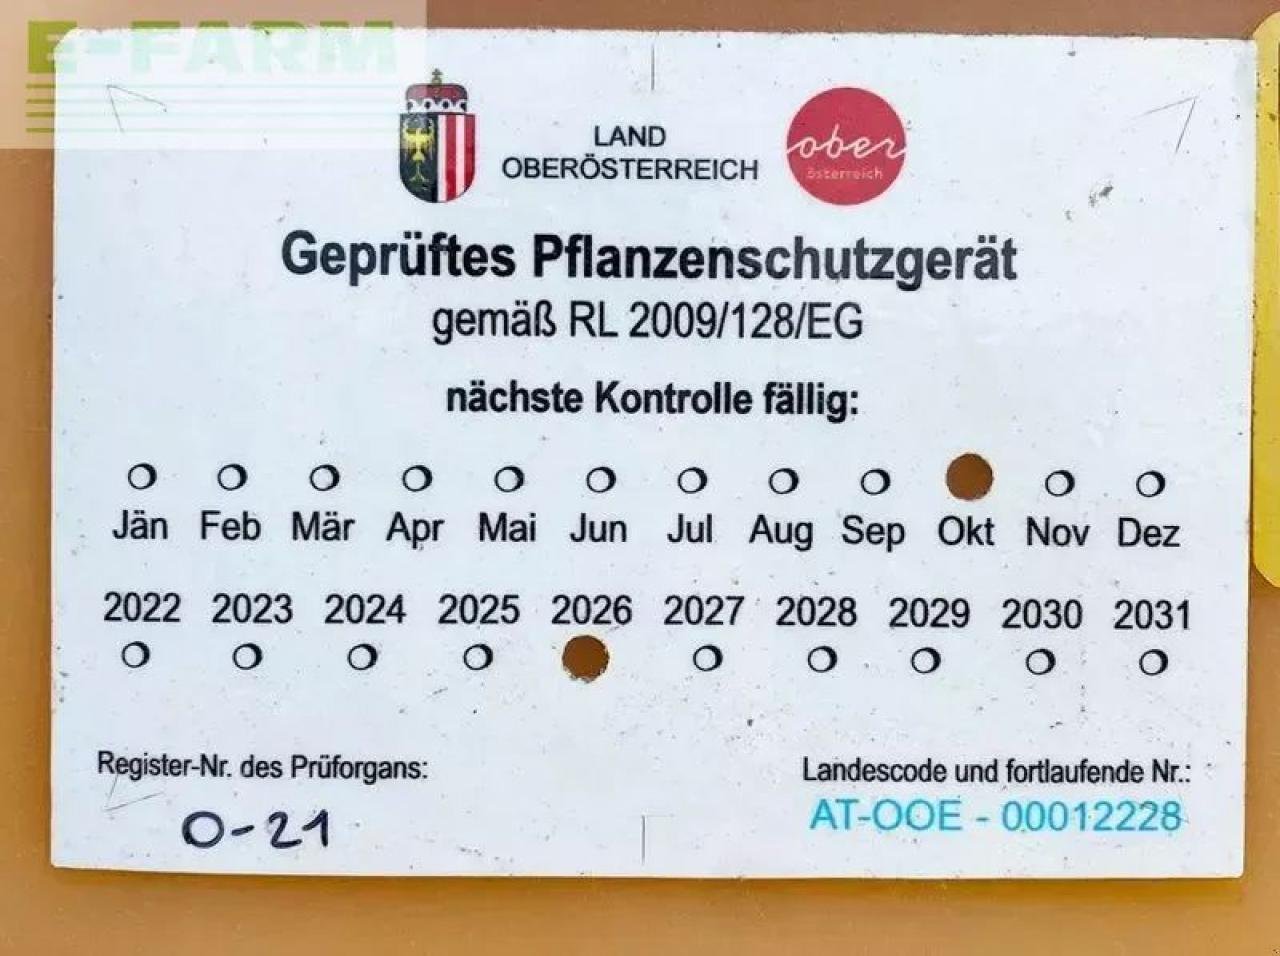 E-FARM
LAND
OBERÖSTERREICH
ober
österreich
Geprüftes Pflanzenschutzgerät
gemäß RL 2009/128/EG
nächste Kontrolle fällig:
Jän Feb Mär Apr Mai Jun Jul Aug Sep Okt Nov Dez
2022 2023 2024 2025 2026 2027 2028 2029 2030 2031
Register-Nr. des Prüforgans:
O-21
Landescode und fortlaufende Nr.:
AT-OOE - 00012228